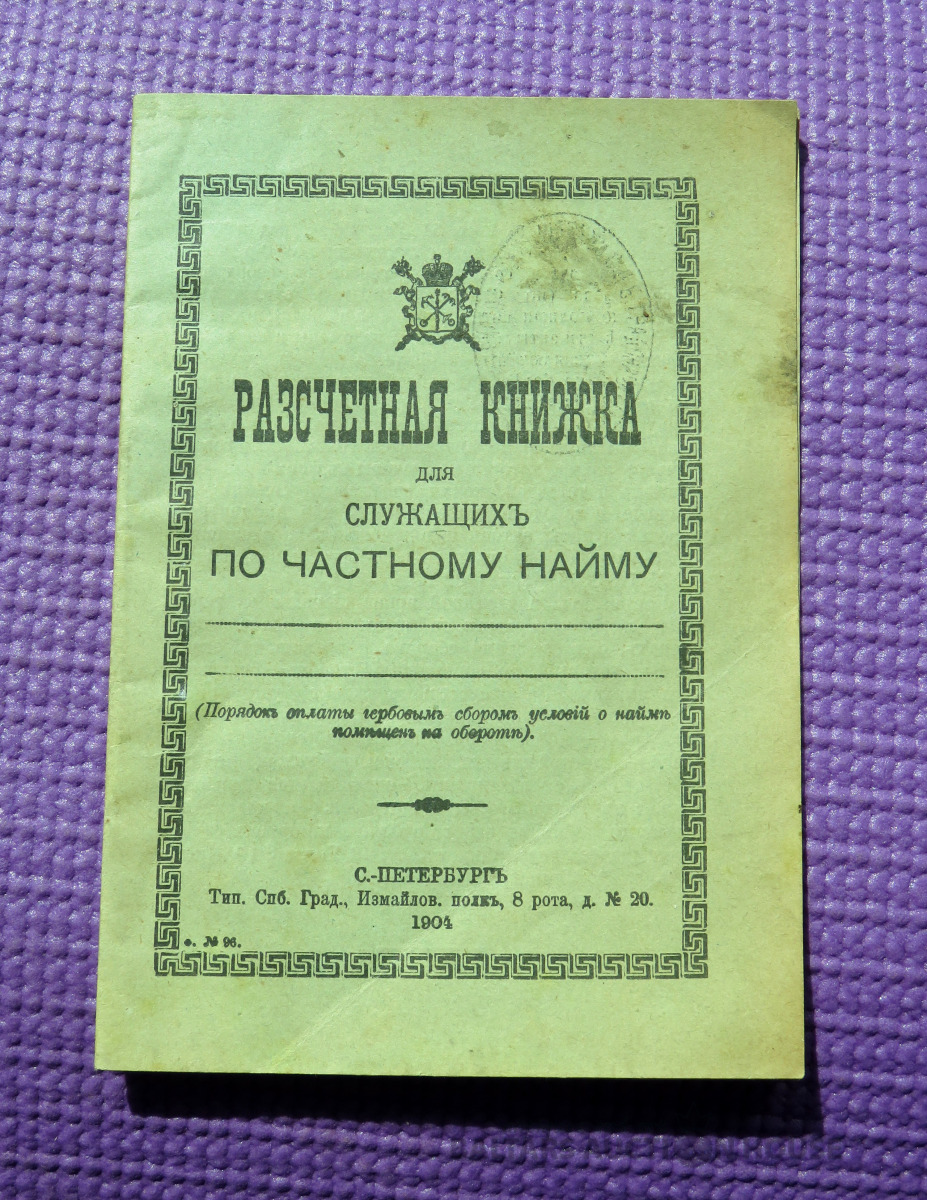 РАЗСЧЕТНАЯ КНИЖКА
для
СЛУЖАЩИХЪ
ПО ЧАСТНОМУ НАЙМУ
(Порядокъ оплаты гербовымъ сборомъ условій о наймѣ
помѣщенъ на оборотѣ).
С.-ПЕТЕРБУРГЪ
Тип. Спб. Град., Измайлов. полкъ, 8 рота, д. № 20.
1904
Ф. № 96.